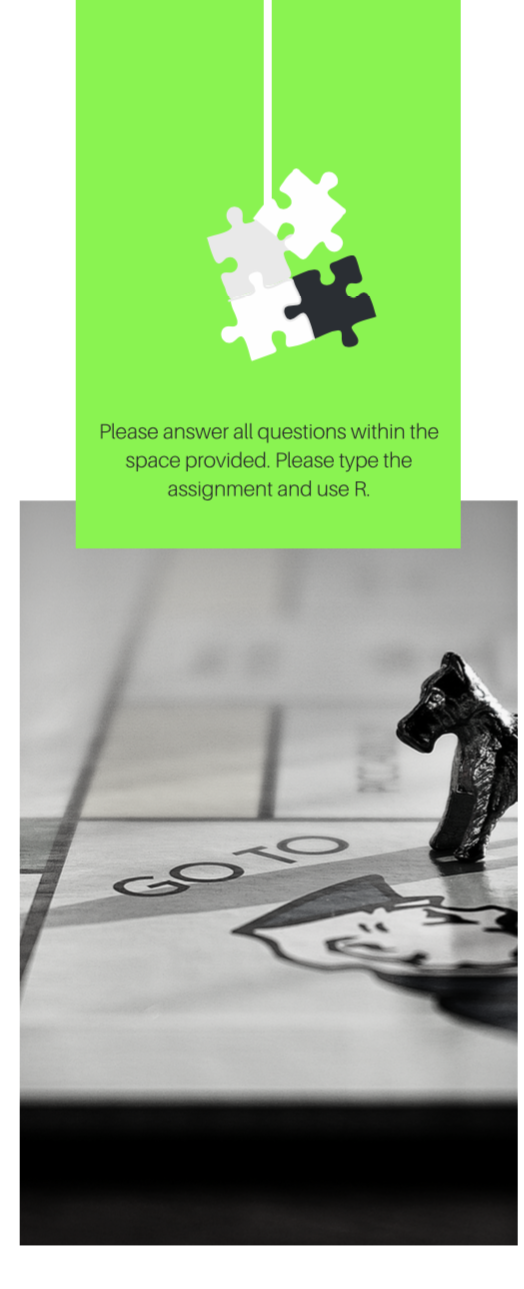 Please answer all questions within the
space provided. Please type the
assignment and use R.
GO TO